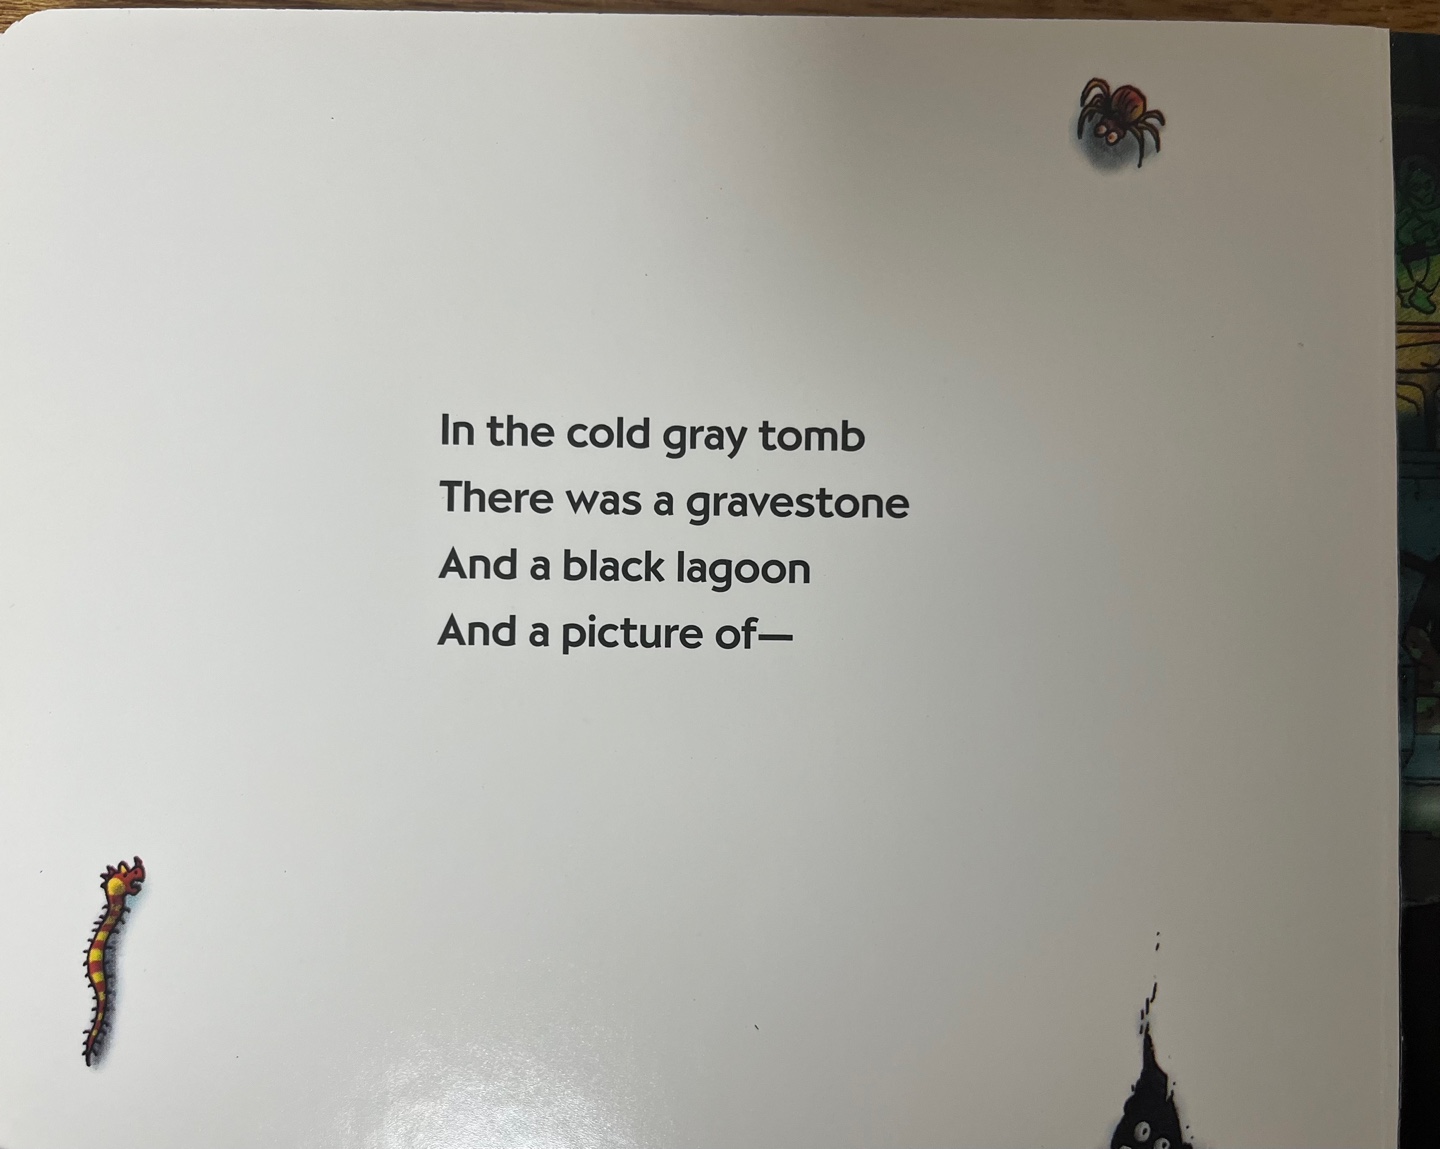 In the cold gray tomb
There was a gravestone
And a black lagoon
And a picture of—